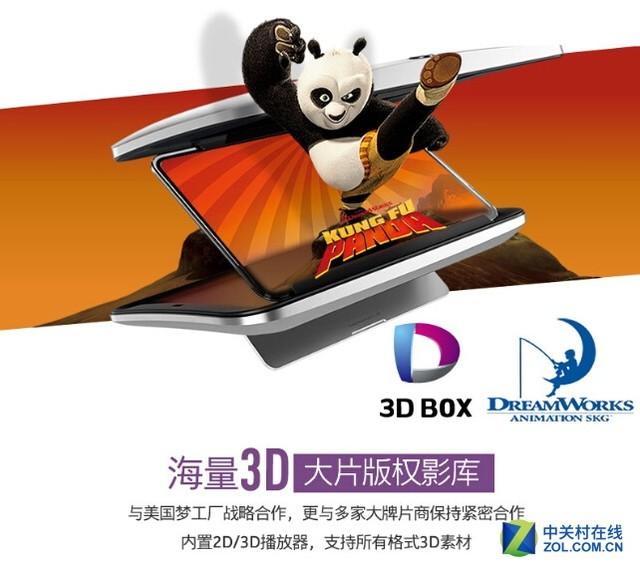 KUNG FU
PANDA
3D BOX
DREAMWORKS
ANIMATION SKG
海量3D 大片版权影库
与美国梦工厂战略合作，更与多家大牌片商保持紧密合作
内置2D/3D播放器，支持所有格式3D素材
中关村在线
ZOL.COM.CN